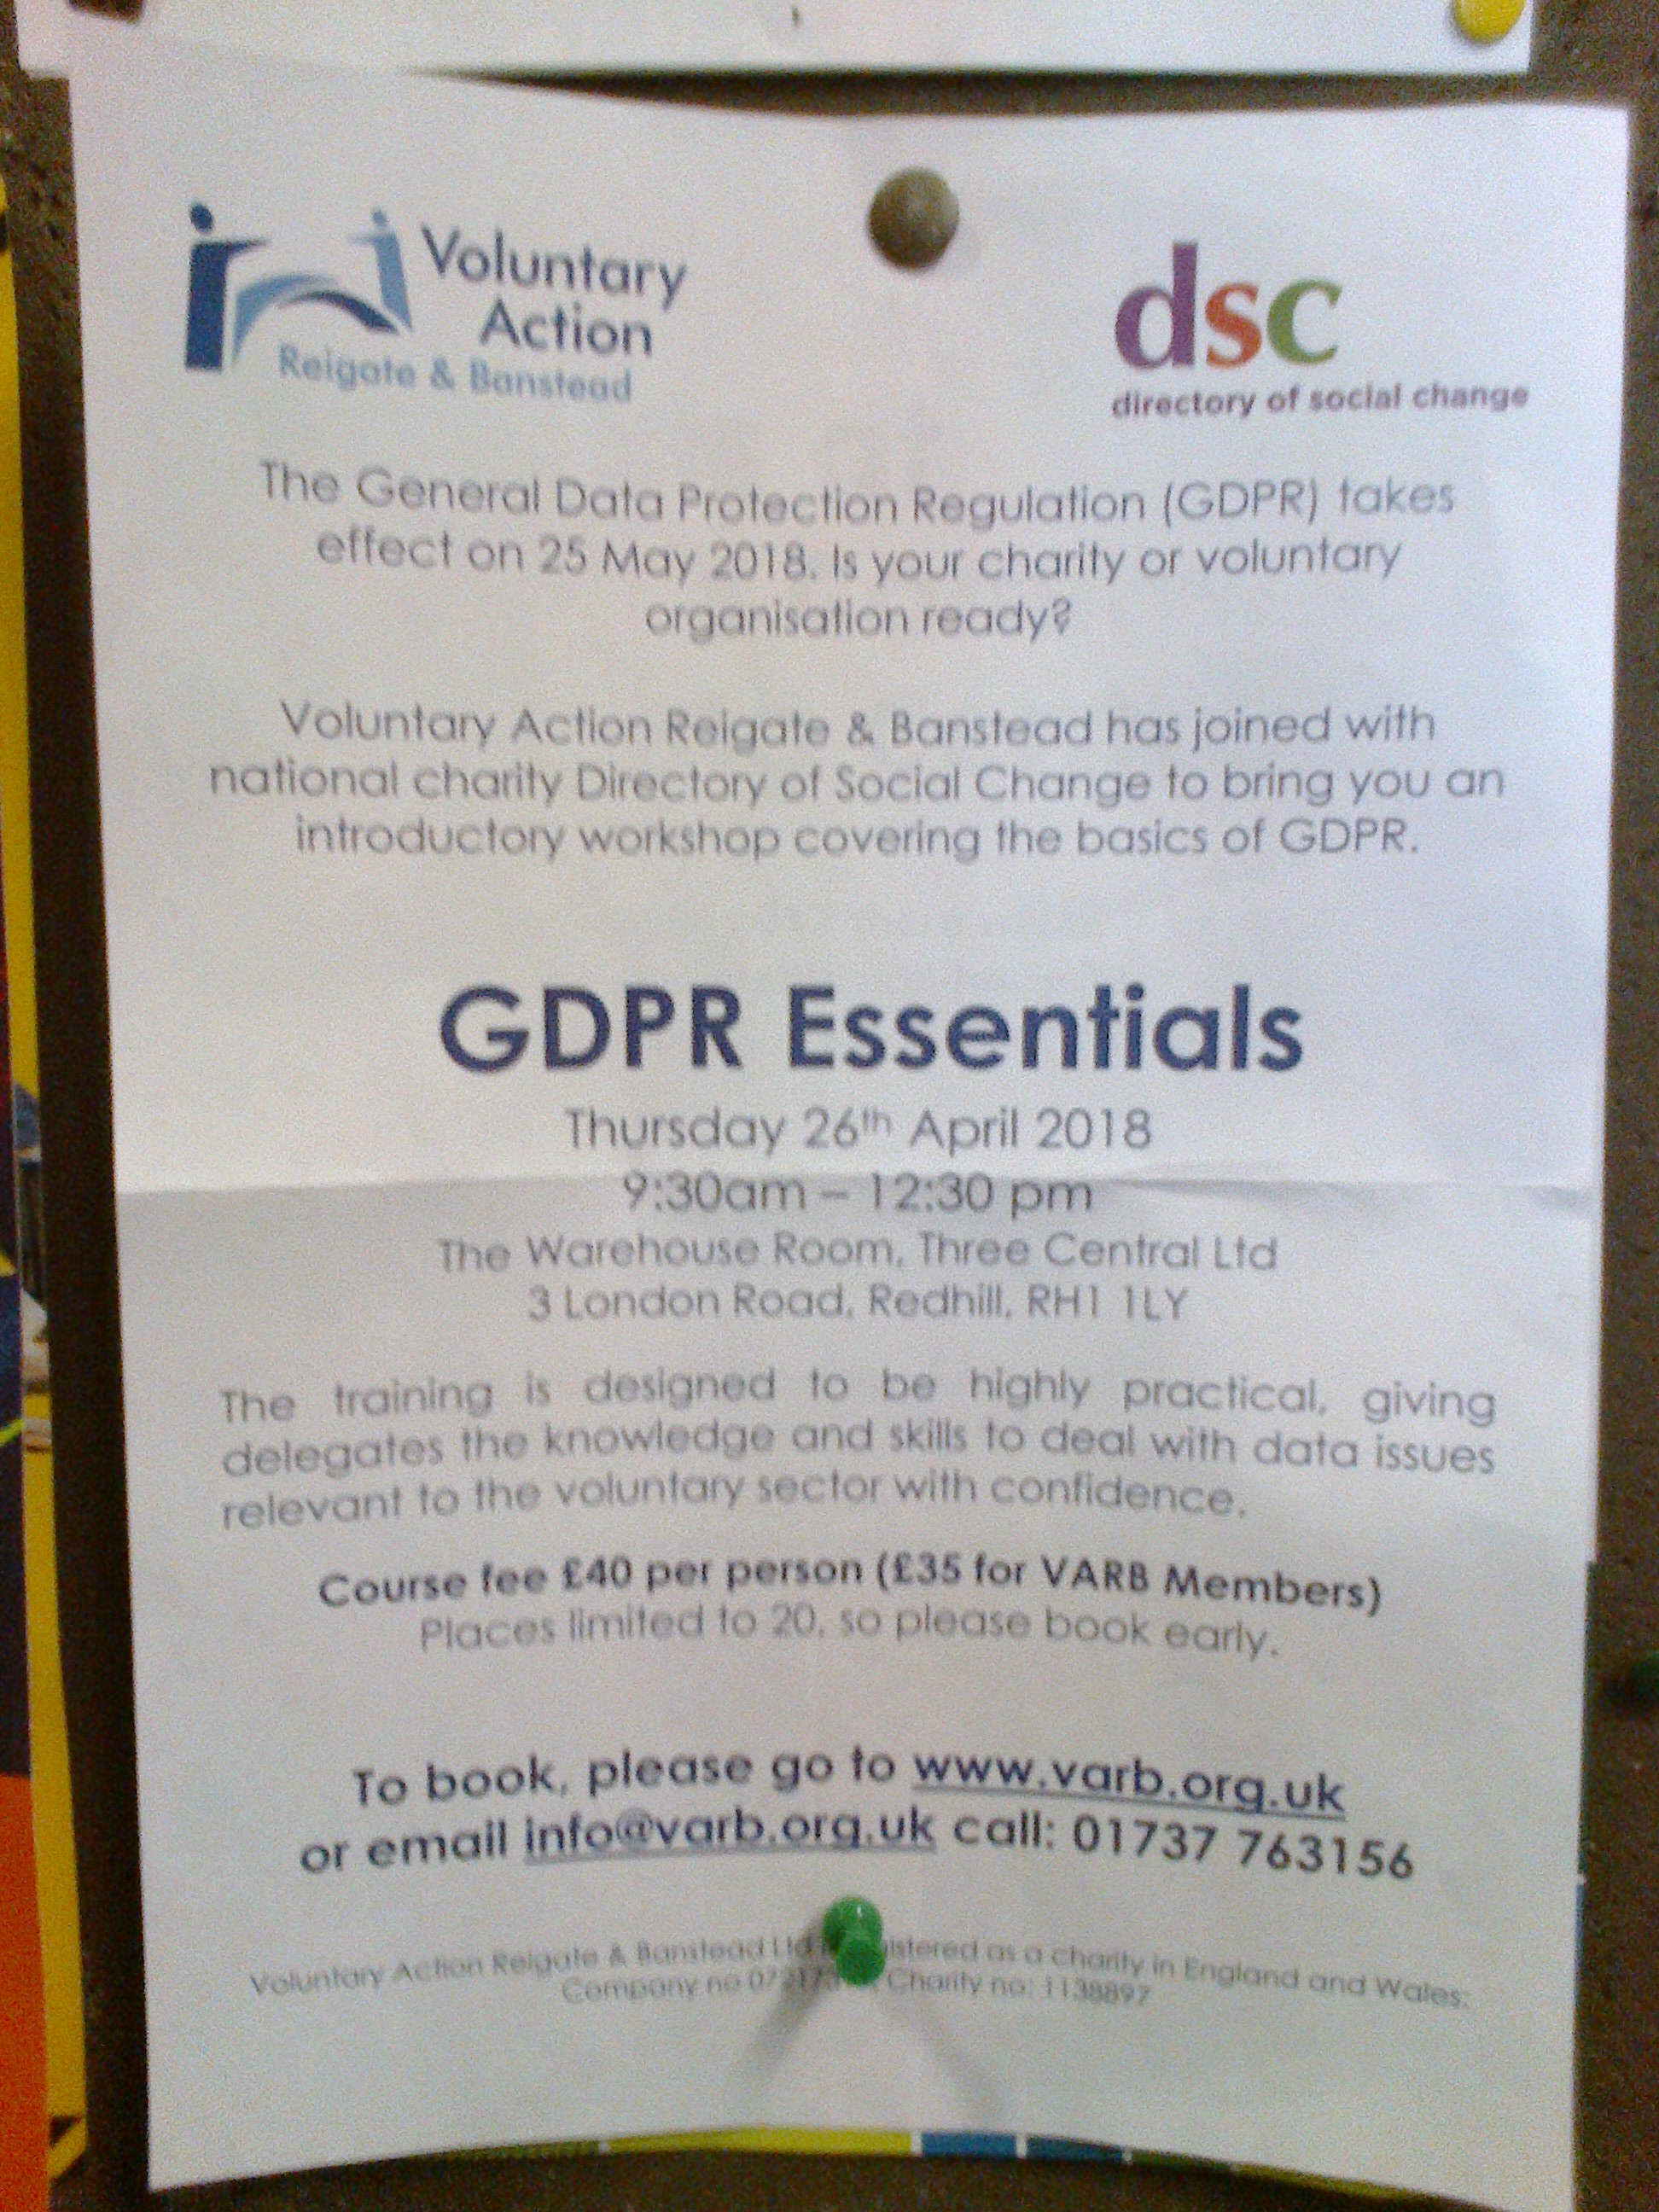 Voluntary
Action
Reigate & Banstead
dsc
directory of social change
The General Data Protection Regulation (GDPR) takes
effect on 25 May 2018. Is your charity or voluntary
organisation ready?
Voluntary Action Reigate & Banstead has joined with
national charity Directory of Social Change to bring you an
introductory workshop covering the basics of GDPR.
GDPR Essentials
Thursday 26th April 2018
9:30am – 12:30 pm
The Warehouse Room, Three Central Ltd
3 London Road, Redhill, RH1 1LY
The training is designed to be highly practical, giving
delegates the knowledge and skills to deal with data issues
relevant to the voluntary sector with confidence.
Course fee £40 per person (£35 for VARB Members)
Places limited to 20, so please book early.
To book, please go to www.varb.org.uk
or email info@varb.org.uk call: 01737 763156
Voluntary Action Reigate & Banstead Ltd as a charity in England and Wales:
Company no Charity no: 1138897